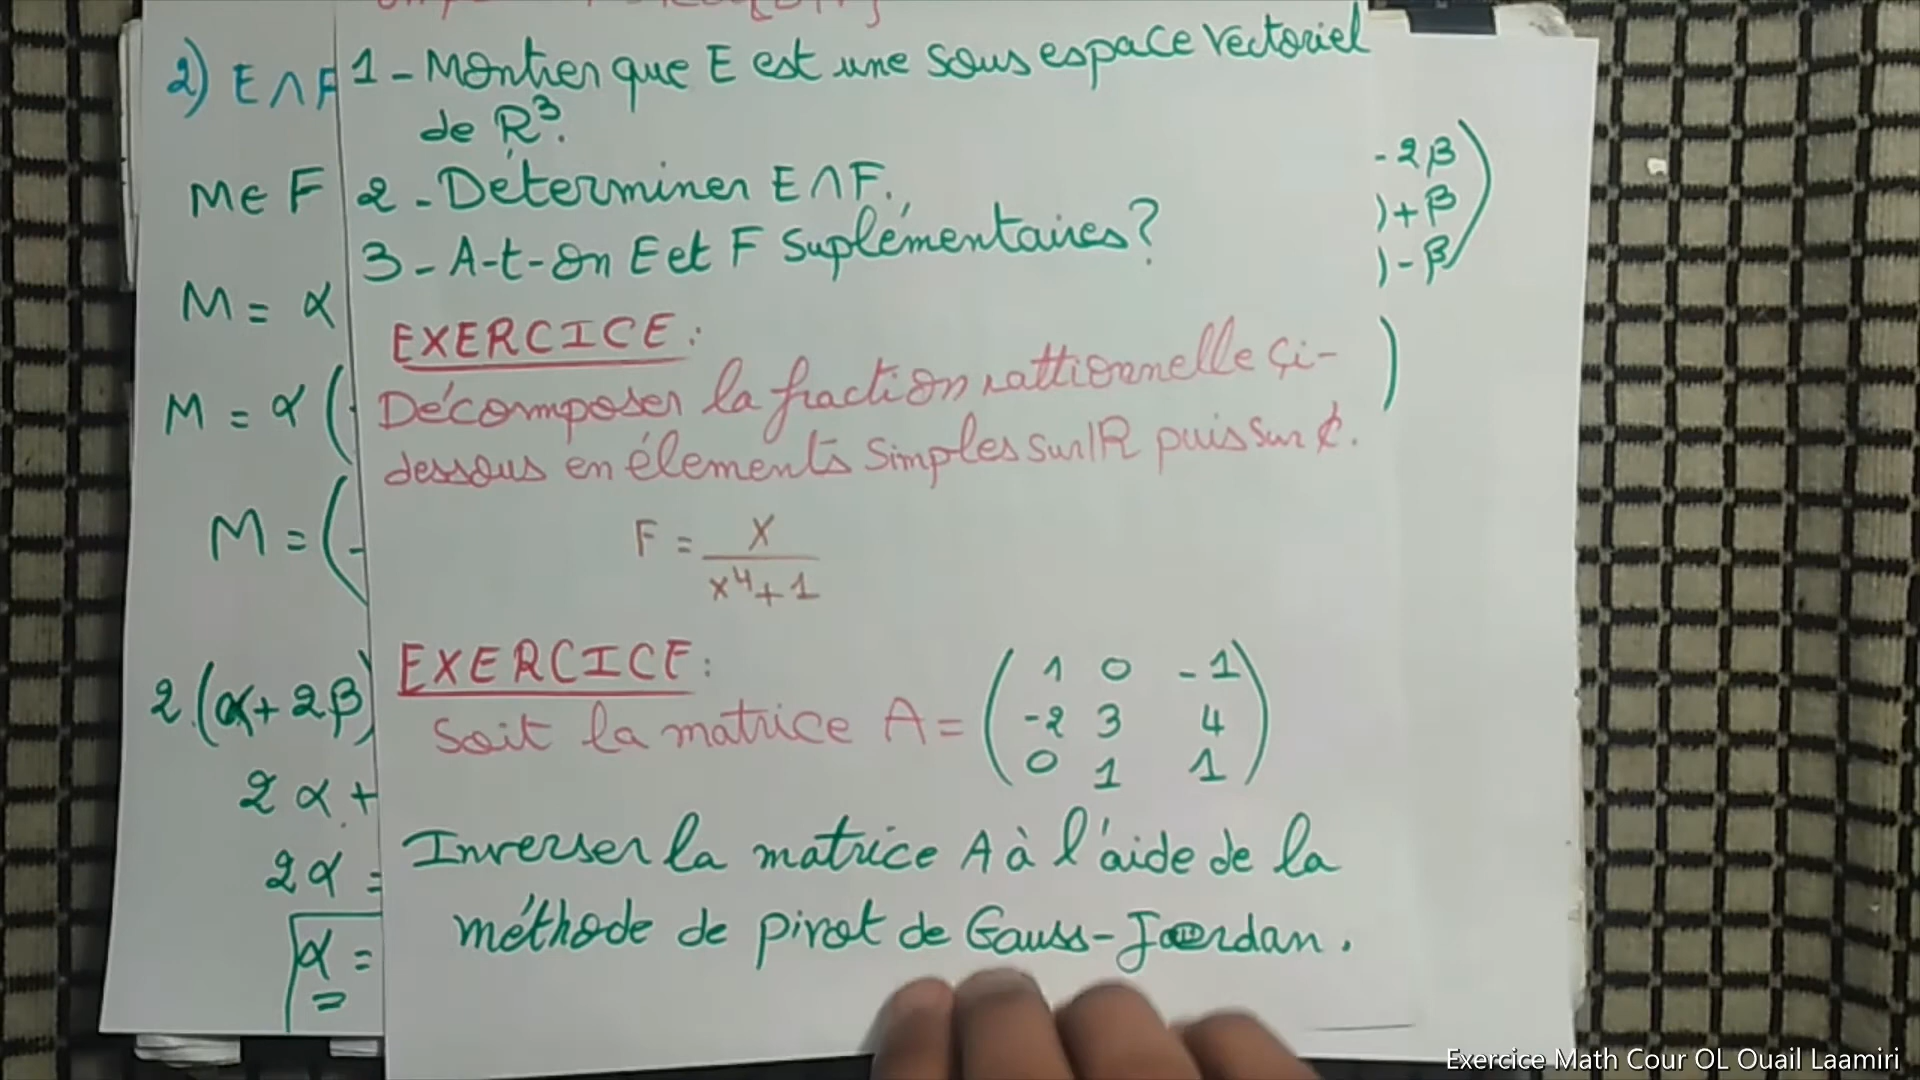 1 - Montrer que E est une sous espace vectoriel
de R³.
2 - Déterminer E∩F.
3 - A-t-on E et F Suplémentaires?
EXERCICE:
Décomposer la fraction rattionnelle çi-
dessous en élements Simples sur IR puis sur ¢.
F = X
x⁴+1
EXERCICE:
Soit la matrice A = ( 1 0 -1
-2 3 4
0 1 1 )
Inverser la matrice A à l'aide de la
méthode de pivot de Gauss-Jordan.
2) E∩F
M∈ F
M = α
M = α (
M = (-
2.(α+2β)
2α+
2α =
α =
-2β
)+β
)-β
)
Exercice Math Cour OL Ouail Laamiri